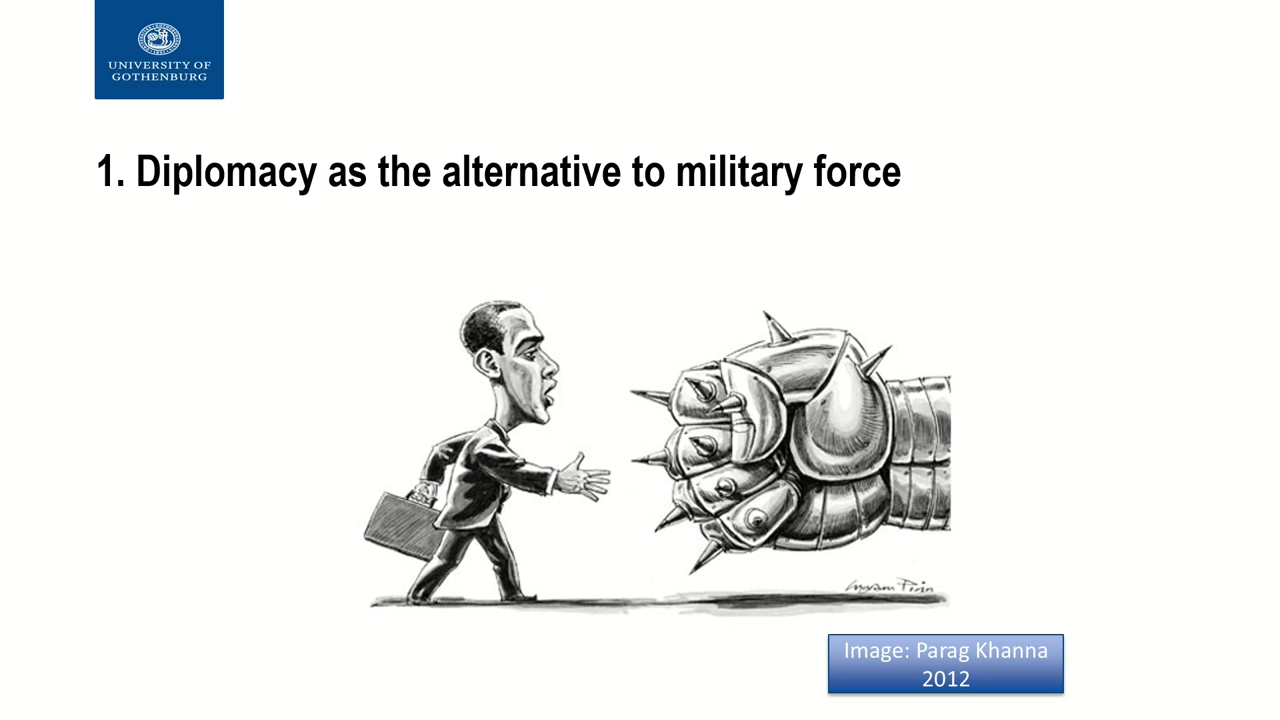 UNIVERSITY OF
GOTHENBURG
1. Diplomacy as the alternative to military force
Image: Parag Khanna
2012